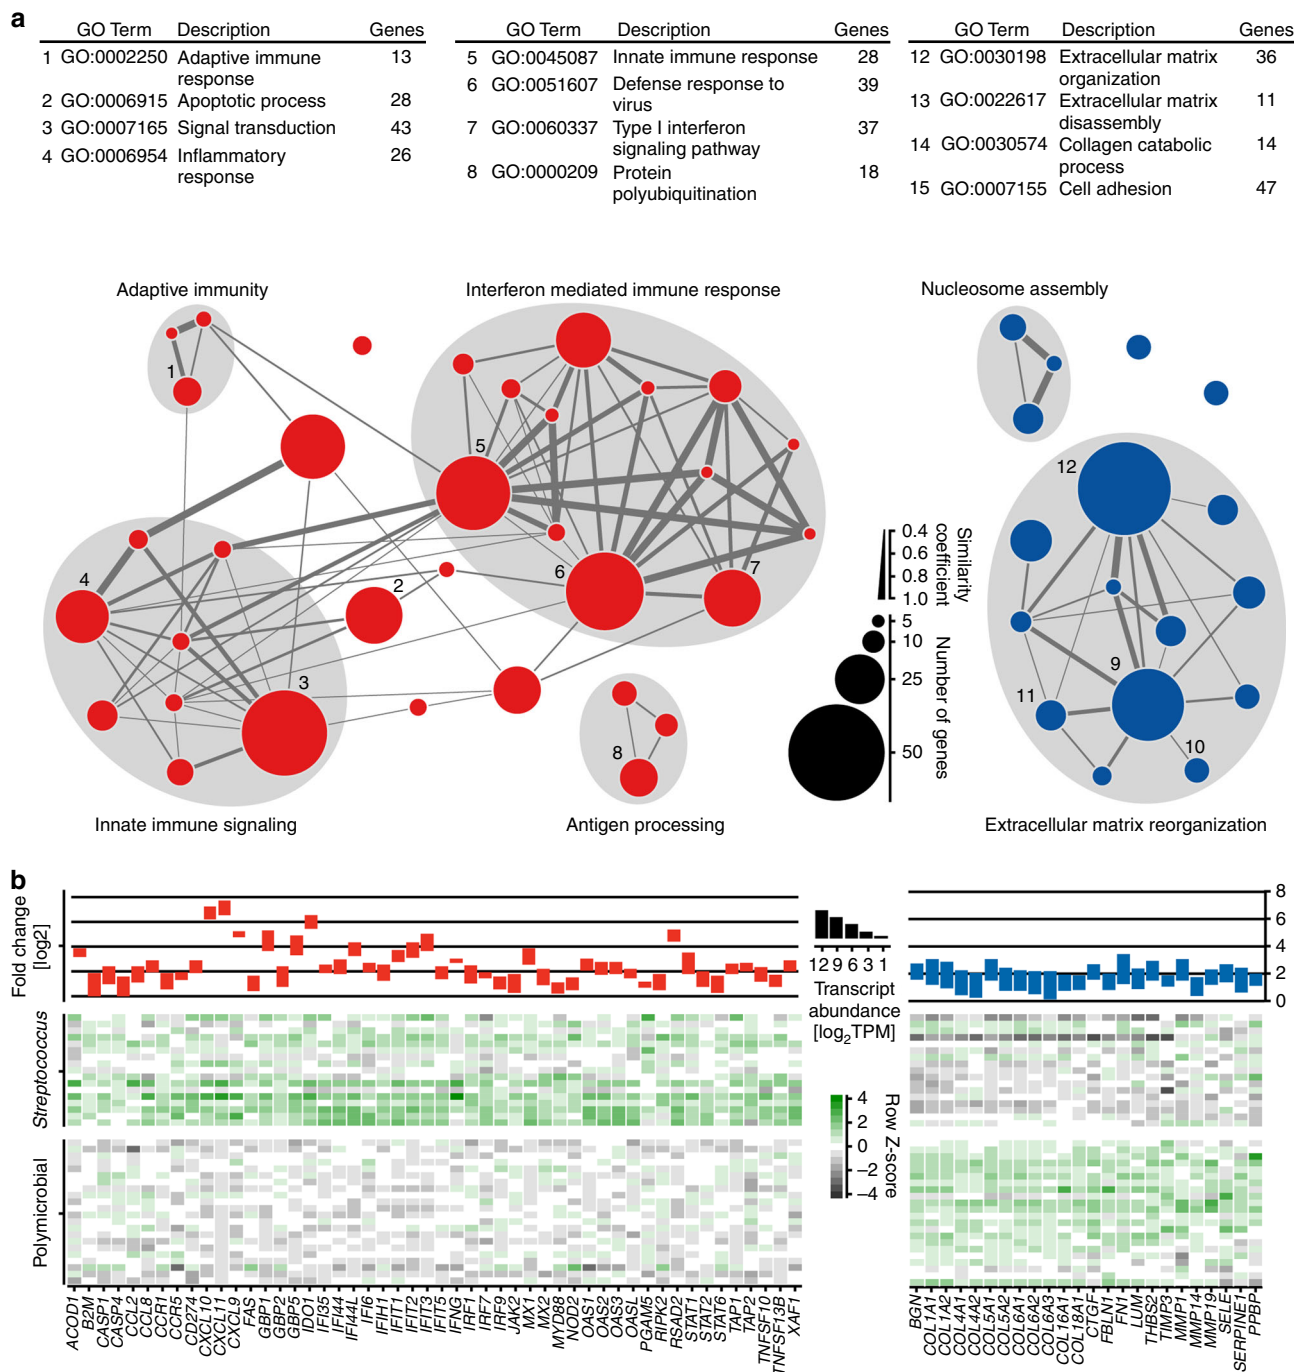 a
GO Term Description Genes
1 GO:0002250 Adaptive immune response 13
2 GO:0006915 Apoptotic process 28
3 GO:0007165 Signal transduction 43
4 GO:0006954 Inflammatory response 26
GO Term Description Genes
5 GO:0045087 Innate immune response 28
6 GO:0051607 Defense response to virus 39
7 GO:0060337 Type I interferon signaling pathway 37
8 GO:0000209 Protein polyubiquitination 18
GO Term Description Genes
12 GO:0030198 Extracellular matrix organization 36
13 GO:0022617 Extracellular matrix disassembly 11
14 GO:0030574 Collagen catabolic process 14
15 GO:0007155 Cell adhesion 47
Adaptive immunity
Interferon mediated immune response
Nucleosome assembly
1
5
12
4
2
6
7
3
8
9
11
10
0.4
0.6
0.8
1.0
Similarity coefficient
5
10
25
50
Number of genes
Innate immune signaling
Antigen processing
Extracellular matrix reorganization
b
Fold change [log2]
12 9 6 3 1
Transcript abundance [log2TPM]
8
6
4
2
0
Streptococcus
Polymicrobial
4
2
0
−2
−4
Row Z-score
ACOD1 B2M CASP1 CASP4 CCL2 CCL8 CCR1 CCR5 CD274 CXCL10 CXCL11 CXCL9 FAS GBP1 GBP2 GBP5 IDO1 IFI35 IFI44 IFI44L IFI6 IFIH1 IFIT1 IFIT2 IFIT3 IFIT5 IFNG IRF1 IRF7 IRF9 JAK2 MX1 MX2 MYD88 NOD2 OAS1 OAS2 OAS3 OASL PGAM5 RIPK2 RSAD2 STAT1 STAT2 STAT6 TAP1 TAP2 TNFSF10 TNFSF13B XAF1
BGN COL1A1 COL1A2 COL4A1 COL4A2 COL5A1 COL5A2 COL6A1 COL6A2 COL6A3 COL16A1 COL18A1 CTGF FBLN1 FN1 LUM THBS2 TIMP3 MMP1 MMP14 MMP19 SELE SERPINE1 PPBP